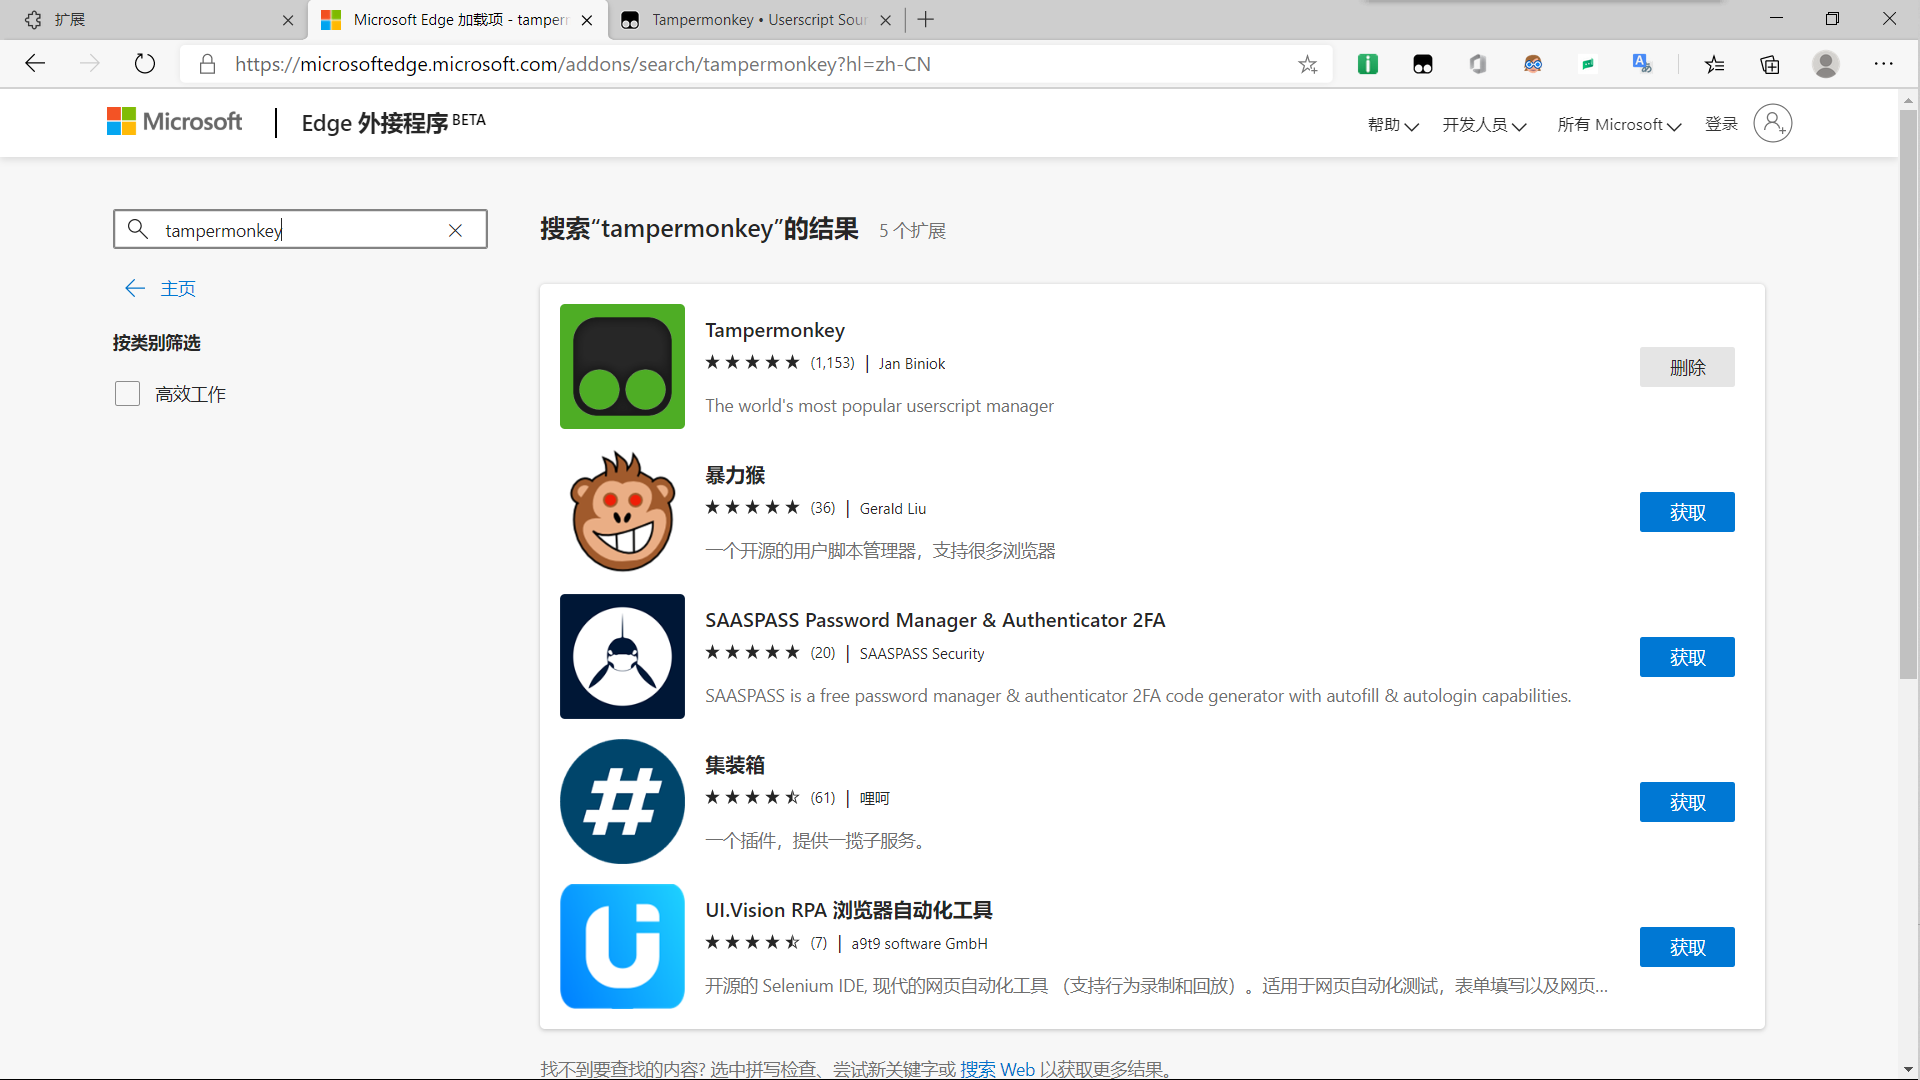 扩展
Microsoft Edge 加载项 - tamperm
Tampermonkey • Userscript Sour
https://microsoftedge.microsoft.com/addons/search/tampermonkey?hl=zh-CN
Microsoft
Edge 外接程序 BETA
帮助
开发人员
所有 Microsoft
登录
tampermonkey
主页
按类别筛选
高效工作
搜索“tampermonkey”的结果 5 个扩展
Tampermonkey
(1,153) | Jan Biniok
The world's most popular userscript manager
删除
暴力猴
(36) | Gerald Liu
一个开源的用户脚本管理器，支持很多浏览器
获取
SAASPASS Password Manager & Authenticator 2FA
(20) | SAASPASS Security
SAASPASS is a free password manager & authenticator 2FA code generator with autofill & autologin capabilities.
获取
集装箱
(61) | 哩呵
一个插件，提供一揽子服务。
获取
UI.Vision RPA 浏览器自动化工具
(7) | a9t9 software GmbH
开源的 Selenium IDE, 现代的网页自动化工具 （支持行为录制和回放）。适用于网页自动化测试，表单填写以及网页...
获取
找不到要查找的内容? 选中拼写检查、尝试新关键字或 搜索 Web 以获取更多结果。